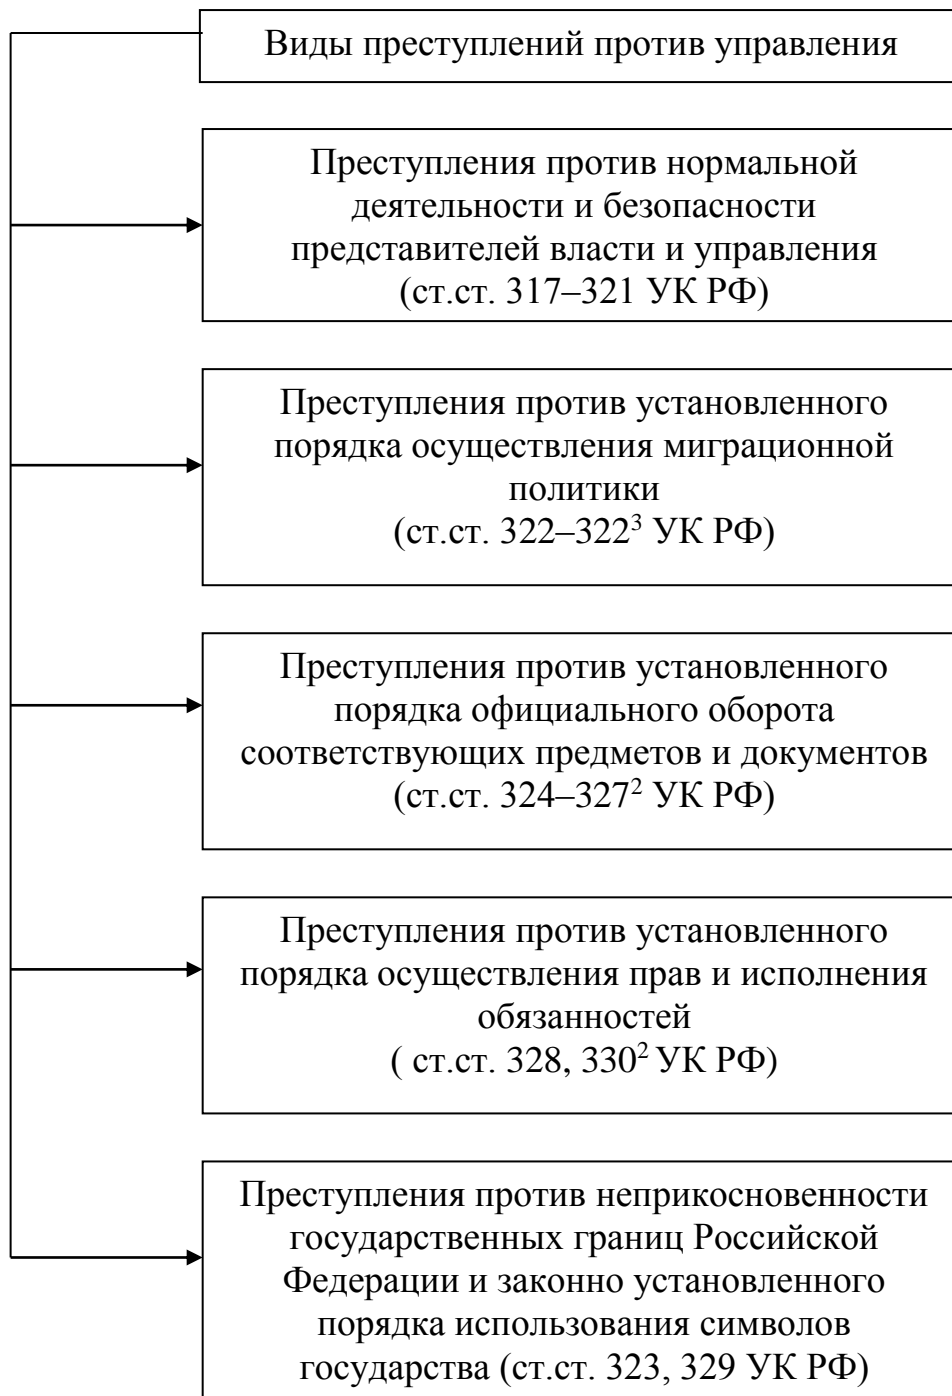 Виды преступлений против управления
Преступления против нормальной
деятельности и безопасности
представителей власти и управления
(ст.ст. 317–321 УК РФ)
Преступления против установленного
порядка осуществления миграционной
политики
(ст.ст. 322–322³ УК РФ)
Преступления против установленного
порядка официального оборота
соответствующих предметов и документов
(ст.ст. 324–327² УК РФ)
Преступления против установленного
порядка осуществления прав и исполнения
обязанностей
( ст.ст. 328, 330² УК РФ)
Преступления против неприкосновенности
государственных границ Российской
Федерации и законно установленного
порядка использования символов
государства (ст.ст. 323, 329 УК РФ)